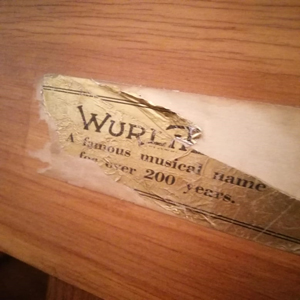 WURLI
A famous musical name
for over 200 years.